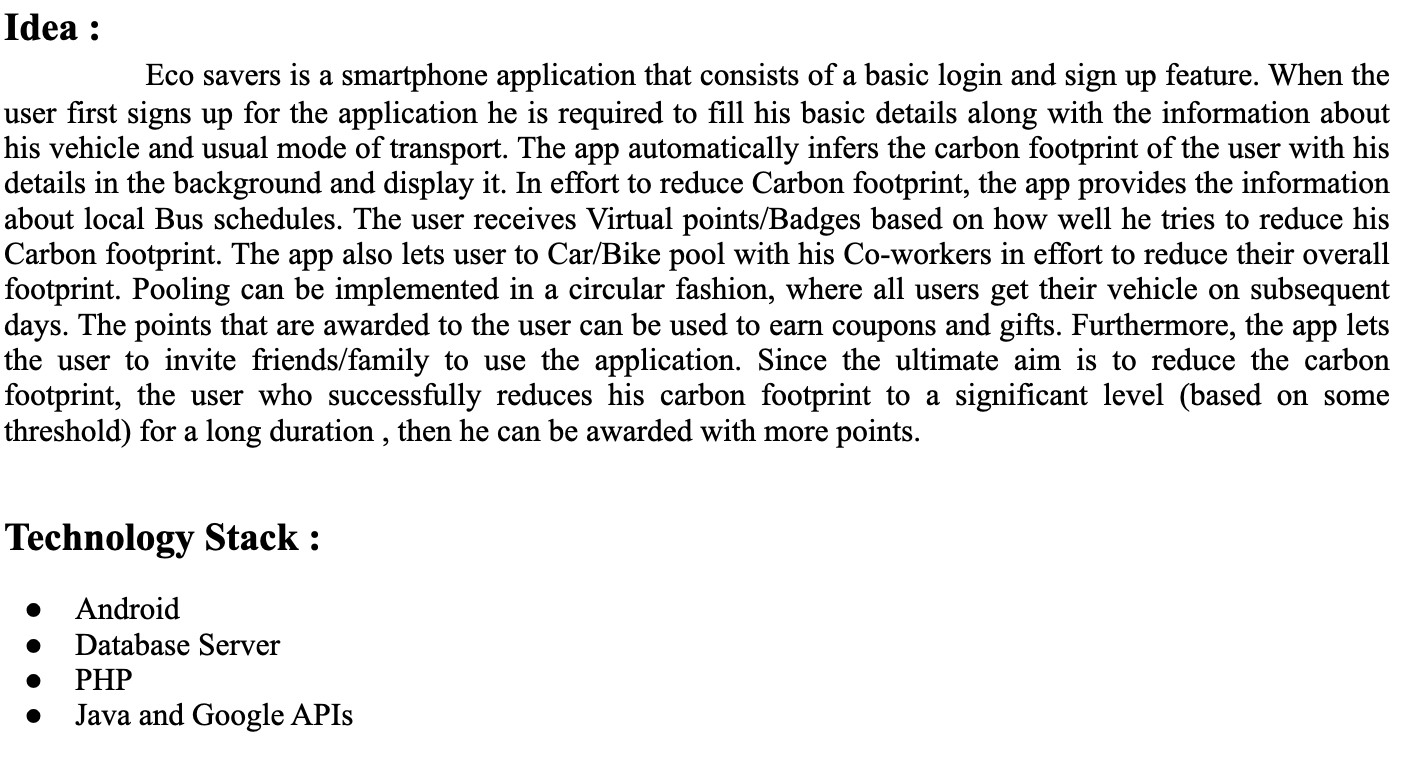 Idea :
Eco savers is a smartphone application that consists of a basic login and sign up feature. When the
user first signs up for the application he is required to fill his basic details along with the information about
his vehicle and usual mode of transport. The app automatically infers the carbon footprint of the user with his
details in the background and display it. In effort to reduce Carbon footprint, the app provides the information
about local Bus schedules. The user receives Virtual points/Badges based on how well he tries to reduce his
Carbon footprint. The app also lets user to Car/Bike pool with his Co-workers in effort to reduce their overall
footprint. Pooling can be implemented in a circular fashion, where all users get their vehicle on subsequent
days. The points that are awarded to the user can be used to earn coupons and gifts. Furthermore, the app lets
the user to invite friends/family to use the application. Since the ultimate aim is to reduce the carbon
footprint, the user who successfully reduces his carbon footprint to a significant level (based on some
threshold) for a long duration , then he can be awarded with more points.
Technology Stack :
● Android
● Database Server
● PHP
● Java and Google APIs